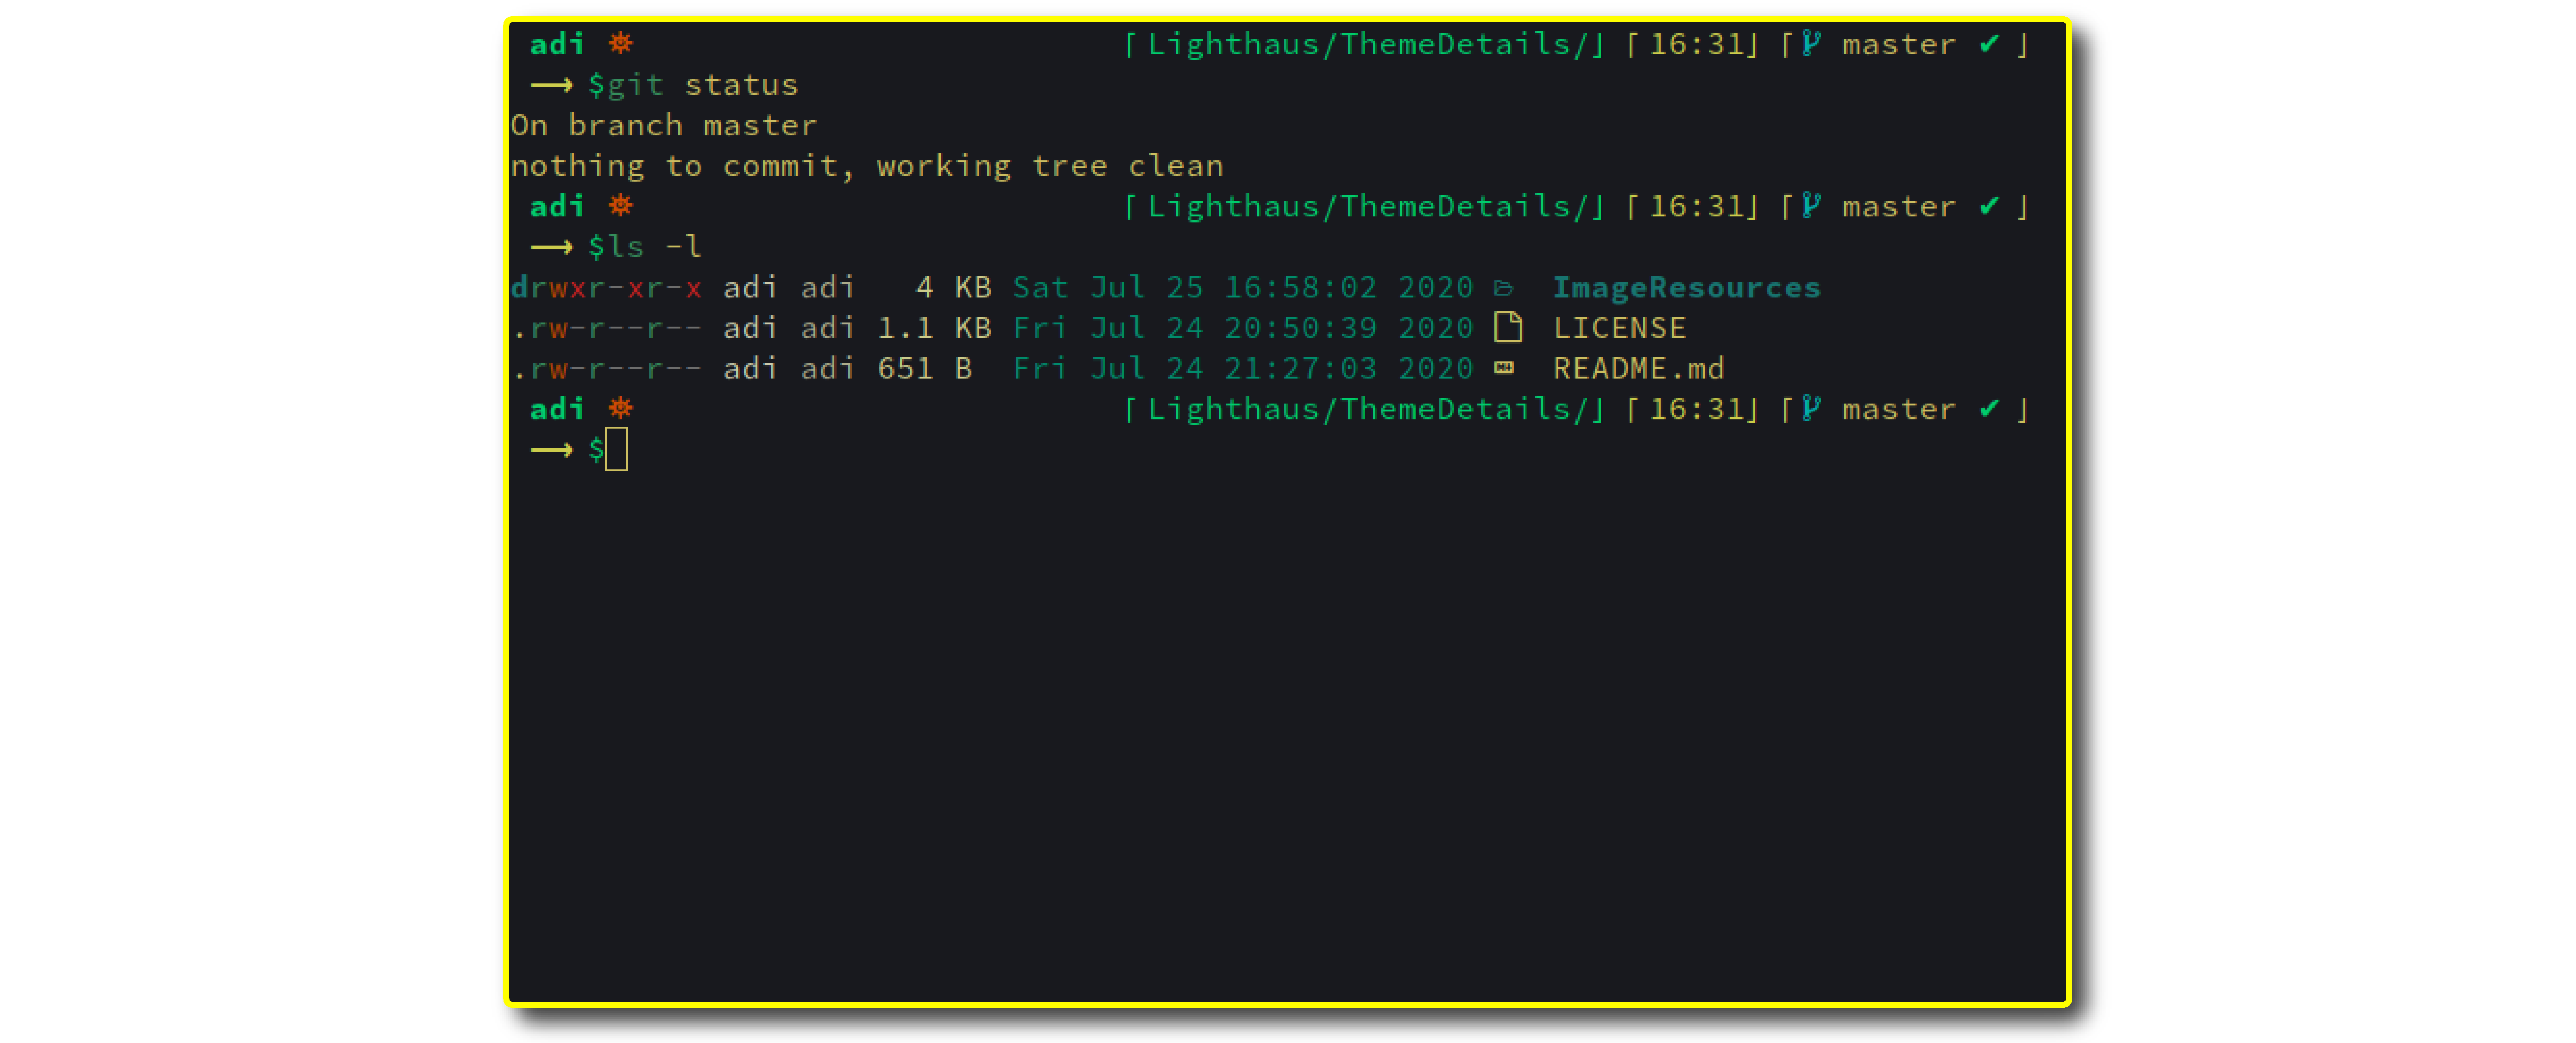 adi ⎡Lighthaus/ThemeDetails/⎦⎡16:31⎦⎡ master ✔ ⎦
⟶ $git status
On branch master
nothing to commit, working tree clean
adi ⎡Lighthaus/ThemeDetails/⎦⎡16:31⎦⎡ master ✔ ⎦
⟶ $ls -l
drwxr-xr-x adi adi 4 KB Sat Jul 25 16:58:02 2020 ImageResources
.rw-r--r-- adi adi 1.1 KB Fri Jul 24 20:50:39 2020 LICENSE
.rw-r--r-- adi adi 651 B Fri Jul 24 21:27:03 2020 README.md
adi ⎡Lighthaus/ThemeDetails/⎦⎡16:31⎦⎡ master ✔ ⎦
⟶ $